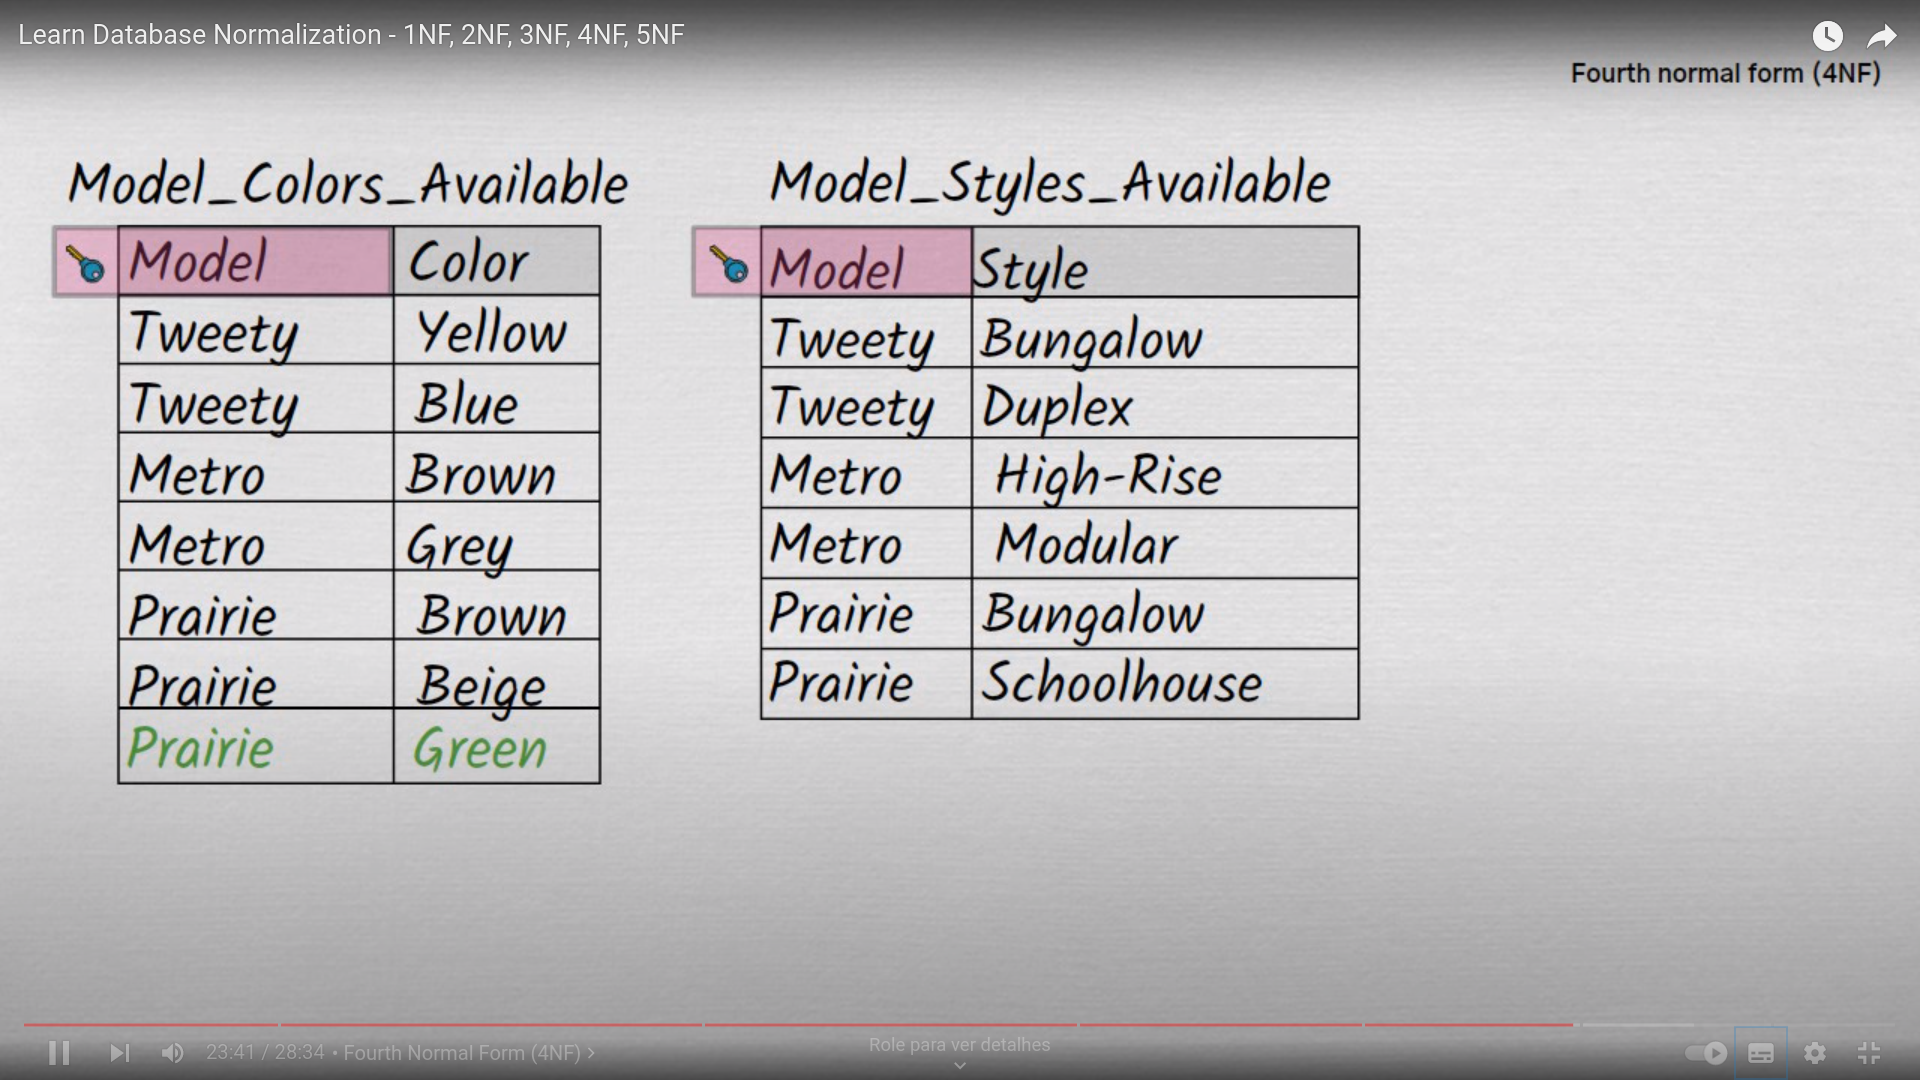 Learn Database Normalization - 1NF, 2NF, 3NF, 4NF, 5NF
Fourth normal form (4NF)
Model_Colors_Available
Model Color
Tweety Yellow
Tweety Blue
Metro Brown
Metro Grey
Prairie Brown
Prairie Beige
Prairie Green
Model_Styles_Available
Model Style
Tweety Bungalow
Tweety Duplex
Metro High-Rise
Metro Modular
Prairie Bungalow
Prairie Schoolhouse
23:41 / 28:34 • Fourth Normal Form (4NF)
Role para ver detalhes